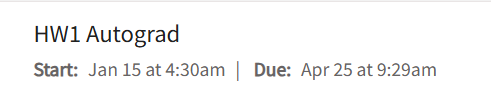 HW1 Autograd
Start: Jan 15 at 4:30am | Due: Apr 25 at 9:29am